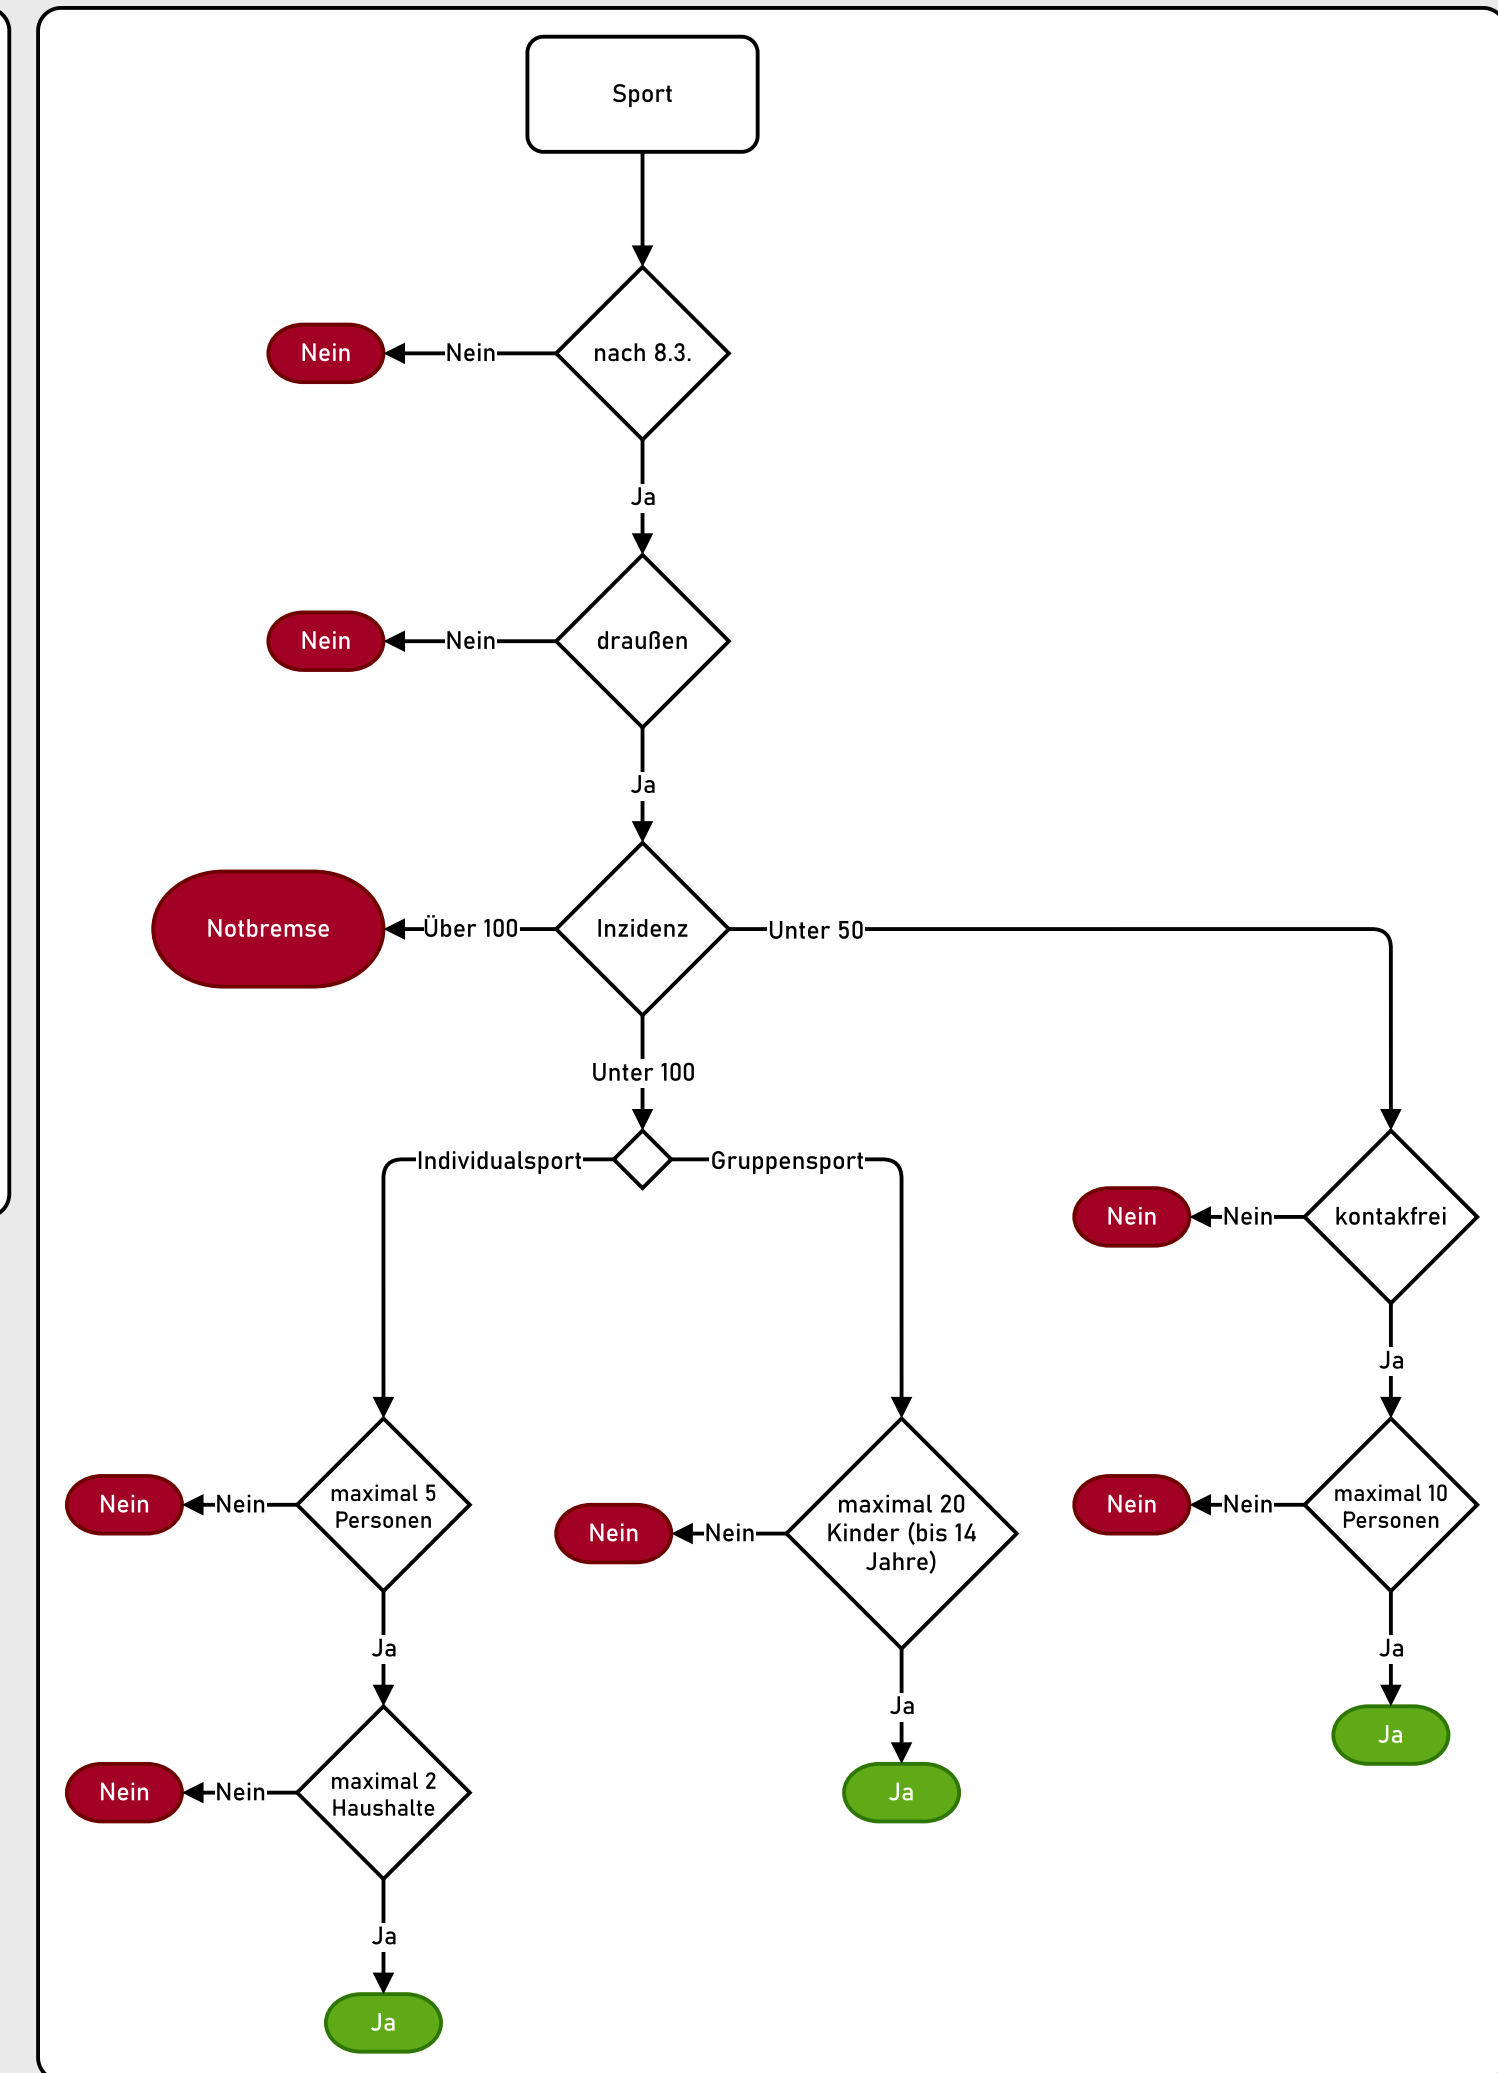 Sport
nach 8.3.
Nein
Nein
Ja
draußen
Nein
Nein
Ja
Inzidenz
Über 100
Notbremse
Unter 50
Unter 100
Individualsport
Gruppensport
kontakfrei
Nein
Nein
Ja
maximal 5
Personen
Nein
Nein
Ja
maximal 20
Kinder (bis 14
Jahre)
Nein
Nein
Ja
Ja
maximal 10
Personen
Nein
Nein
Ja
Ja
maximal 2
Haushalte
Nein
Nein
Ja
Ja